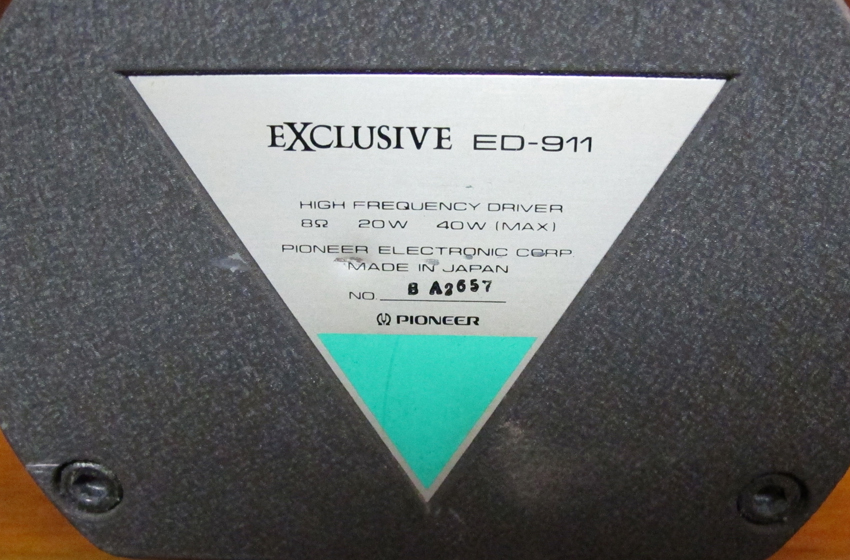 EXCLUSIVE ED-911
HIGH FREQUENCY DRIVER
8Ω 20W 40W (MAX)
PIONEER ELECTRONIC CORP.
MADE IN JAPAN
NO. B A2657
PIONEER